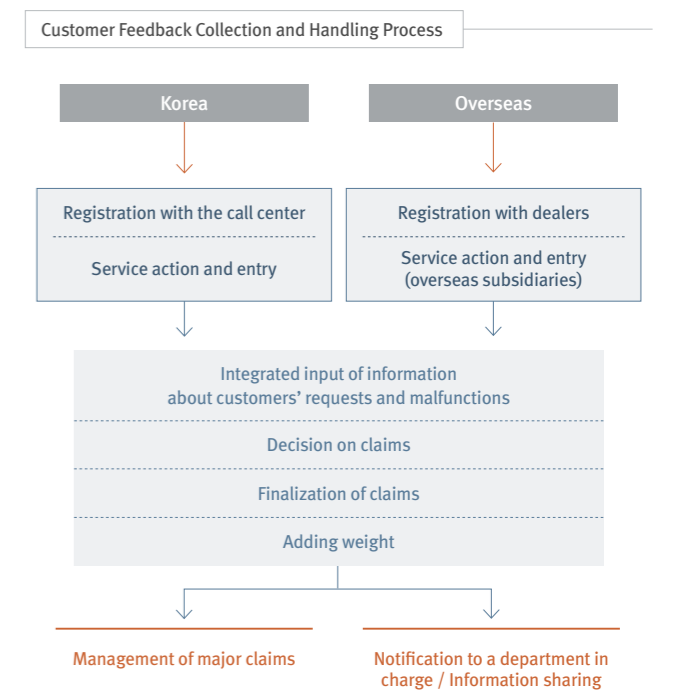 Customer Feedback Collection and Handling Process
Korea
Overseas
Registration with the call center
Service action and entry
Registration with dealers
Service action and entry
(overseas subsidiaries)
Integrated input of information
about customers’ requests and malfunctions
Decision on claims
Finalization of claims
Adding weight
Management of major claims
Notification to a department in
charge / Information sharing